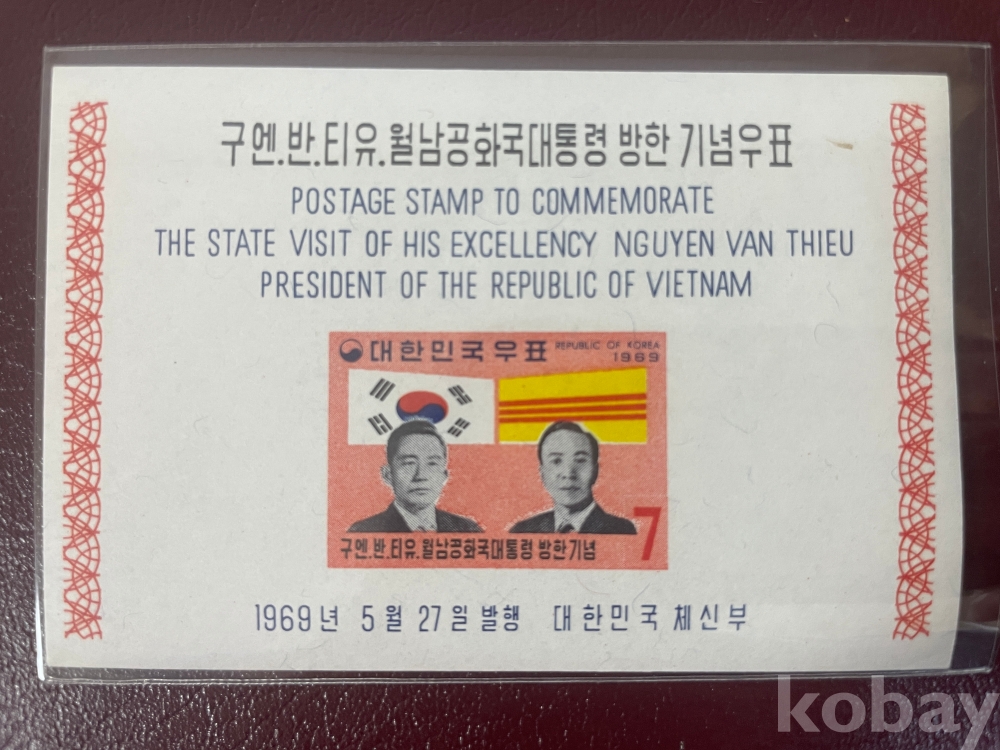 구엔.반.티유.월남공화국대통령 방한 기념우표
POSTAGE STAMP TO COMMEMORATE
THE STATE VISIT OF HIS EXCELLENCY NGUYEN VAN THIEU
PRESIDENT OF THE REPUBLIC OF VIETNAM
대한민국우표 REPUBLIC OF KOREA
1969
구엔.반.티유.월남공화국대통령 방한기념
7
1969년 5월 27일 발행 대한민국 체신부
kobay